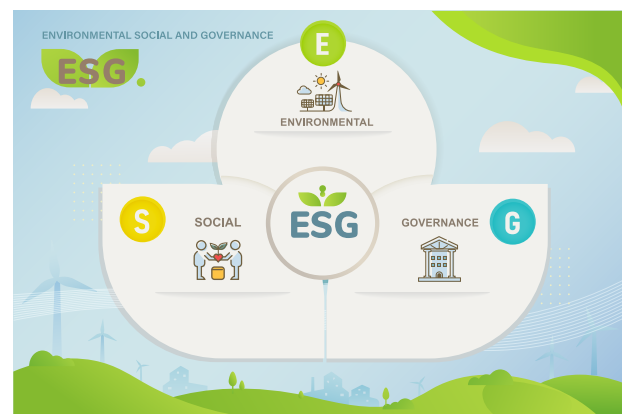 ENVIRONMENTAL SOCIAL AND GOVERNANCE
ESG
E
ENVIRONMENTAL
S
SOCIAL
ESG
GOVERNANCE
G